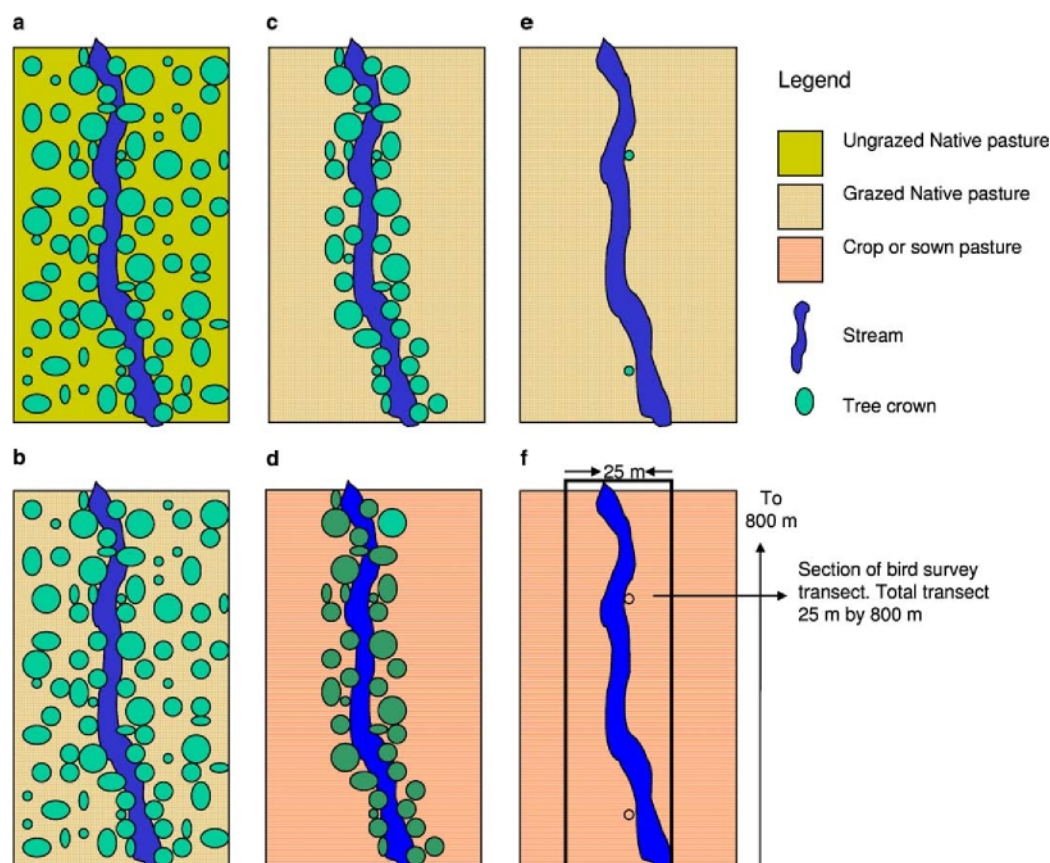 a
c
e
Legend
Ungrazed Native pasture
Grazed Native pasture
Crop or sown pasture
Stream
Tree crown
b
d
f
25 m
To
800 m
Section of bird survey
transect. Total transect
25 m by 800 m